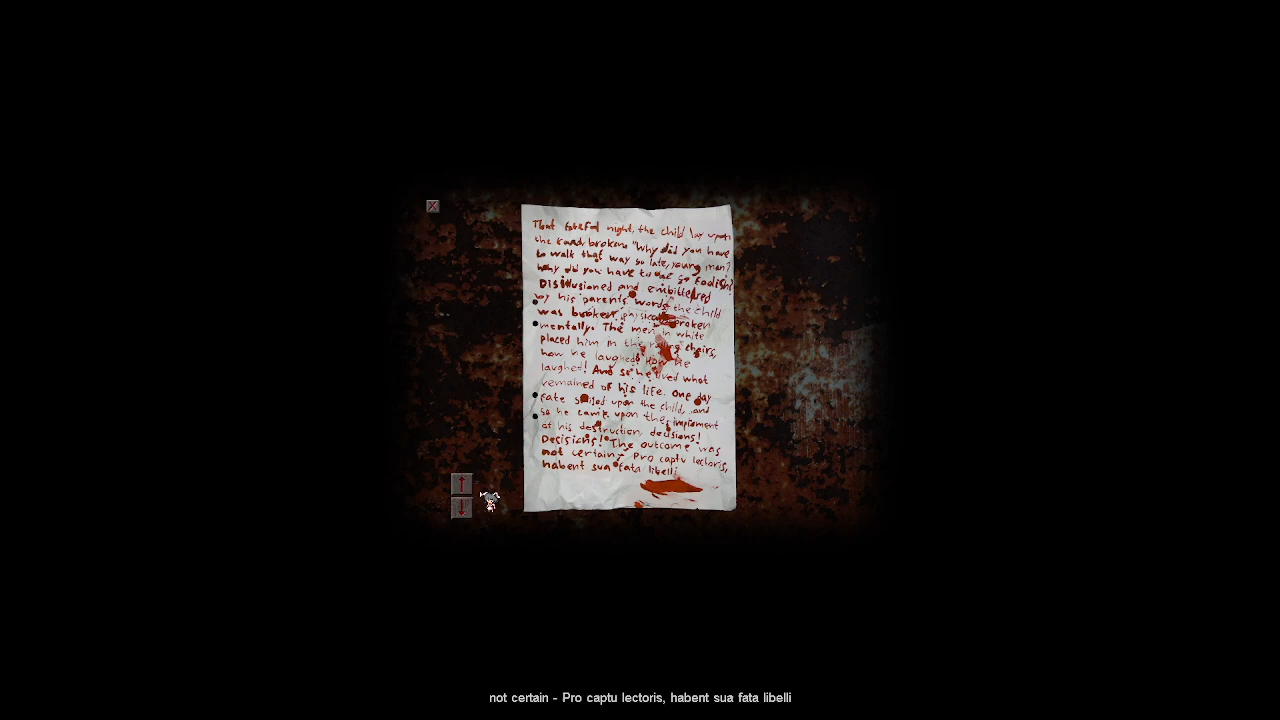 X
That fateful night, the child lay upon
the road, broken. "Why did you have
to walk that way so late, young man?
Why did you have to be so foolish?
Disillusioned and embittered
by his parents words the child
was broken, physically broken
mentally. The men in white
placed him in the rolling chairs,
how he laughed! How he
laughed! And so he lived what
remained of his life. One day
fate smiled upon the child, and
so he came upon the implement
of his destruction, decisions!
Desisions! The outcome was
not certain - Pro captu lectoris,
habent sua fata libelli
not certain - Pro captu lectoris, habent sua fata libelli